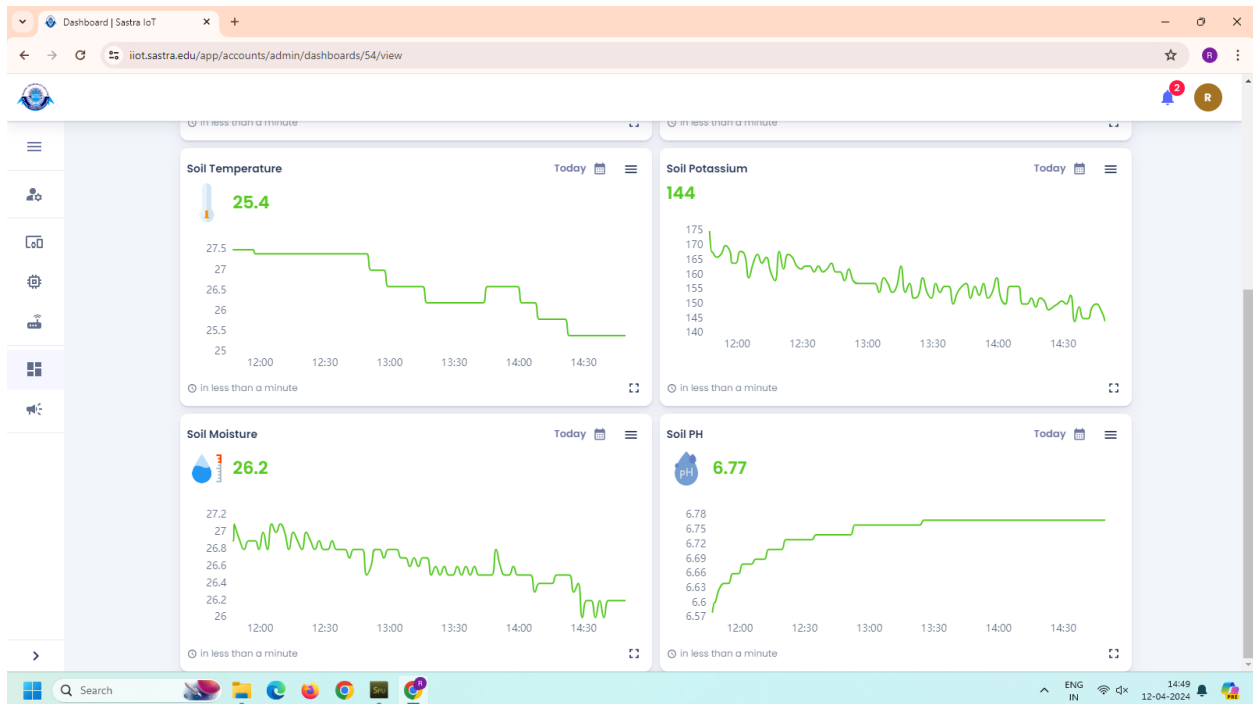 Dashboard | Sastra IoT
iiot.sastra.edu/app/accounts/admin/dashboards/54/view
R
2
R
in less than a minute
in less than a minute
Soil Temperature
Today
25.4
27.5
27
26.5
26
25.5
25
12:00 12:30 13:00 13:30 14:00 14:30
in less than a minute
Soil Potassium
Today
144
175
170
165
160
155
150
145
140
12:00 12:30 13:00 13:30 14:00 14:30
in less than a minute
Soil Moisture
Today
26.2
27.2
27
26.8
26.6
26.4
26.2
26
12:00 12:30 13:00 13:30 14:00 14:30
in less than a minute
Soil PH
Today
pH
6.77
6.78
6.75
6.72
6.69
6.66
6.63
6.6
6.57
12:00 12:30 13:00 13:30 14:00 14:30
in less than a minute
Search
R
ENG
IN
14:49
12-04-2024
PRE